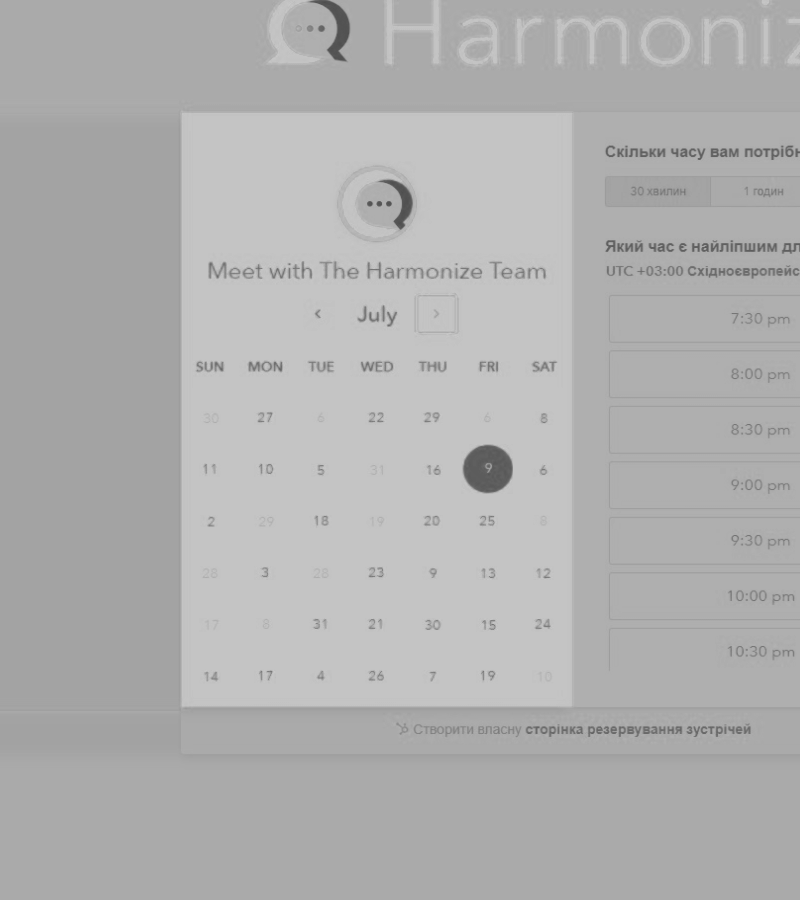 Harmoniz
Meet with The Harmonize Team
‹ July ›
SUN MON TUE WED THU FRI SAT
30 27 6 22 29 6 8
11 10 5 31 16 9 6
2 29 18 19 20 25 8
28 3 28 23 9 13 12
17 8 31 21 30 15 24
14 17 4 26 7 19 10
Скільки часу вам потрібн
30 хвилин 1 годин
Який час є найліпшим дл
UTC +03:00 Східноєвропейс
7:30 pm
8:00 pm
8:30 pm
9:00 pm
9:30 pm
10:00 pm
10:30 pm
Створити власну сторінка резервування зустрічей